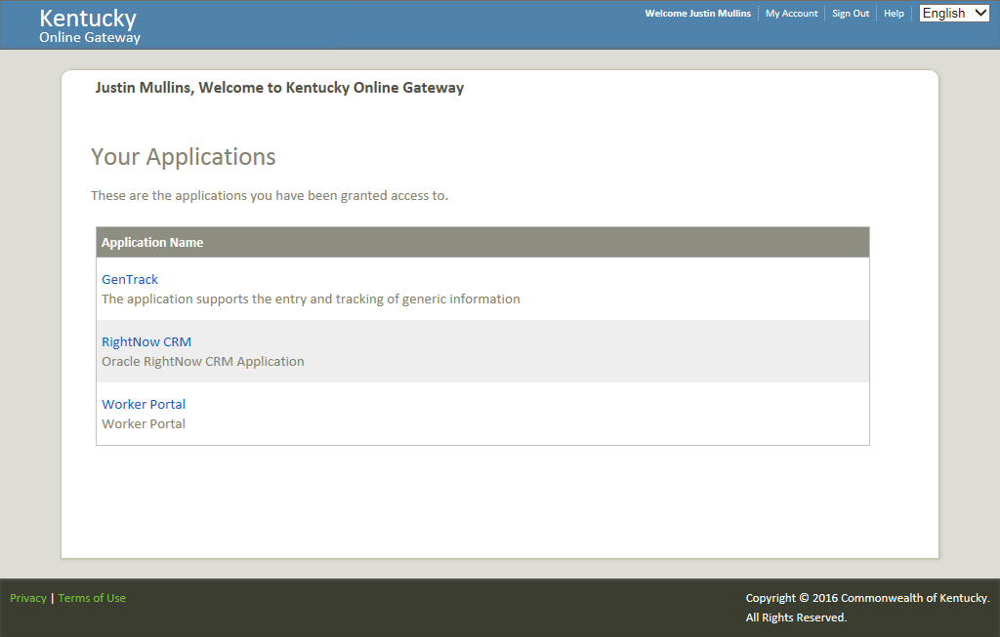 Kentucky
Online Gateway
Welcome Justin Mullins
My Account
Sign Out
Help
English
Justin Mullins, Welcome to Kentucky Online Gateway
Your Applications
These are the applications you have been granted access to.
Application Name
GenTrack
The application supports the entry and tracking of generic information
RightNow CRM
Oracle RightNow CRM Application
Worker Portal
Worker Portal
Privacy | Terms of Use
Copyright © 2016 Commonwealth of Kentucky.
All Rights Reserved.